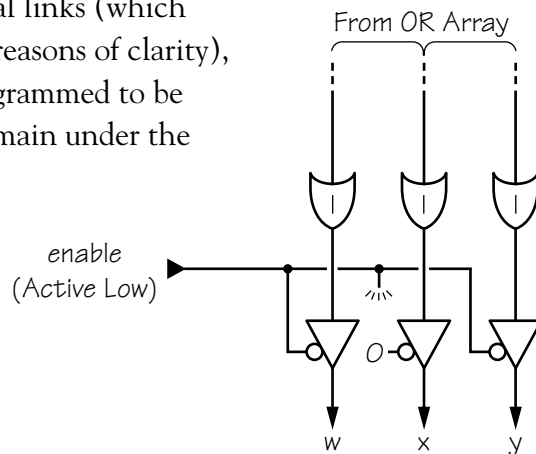 al links (which
reasons of clarity),
grammed to be
main under the
From OR Array
| | |
enable
(Active Low)
0
w x y